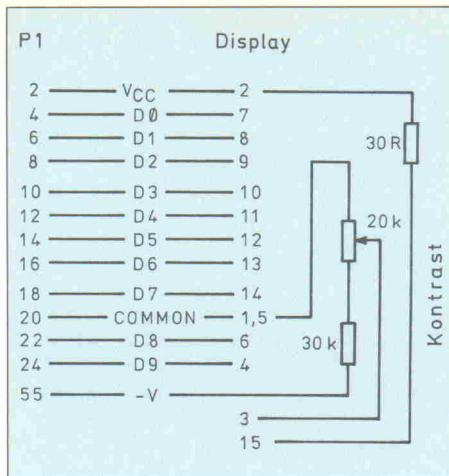 P1 Display
2 VCC 2
4 DØ 7
6 D1 8
8 D2 9
30R
10 D3 10
12 D4 11
20k
14 D5 12
16 D6 13
18 D7 14
20 COMMON 1,5
22 D8 6
30k
24 D9 4
55 -V
3
15
Kontrast